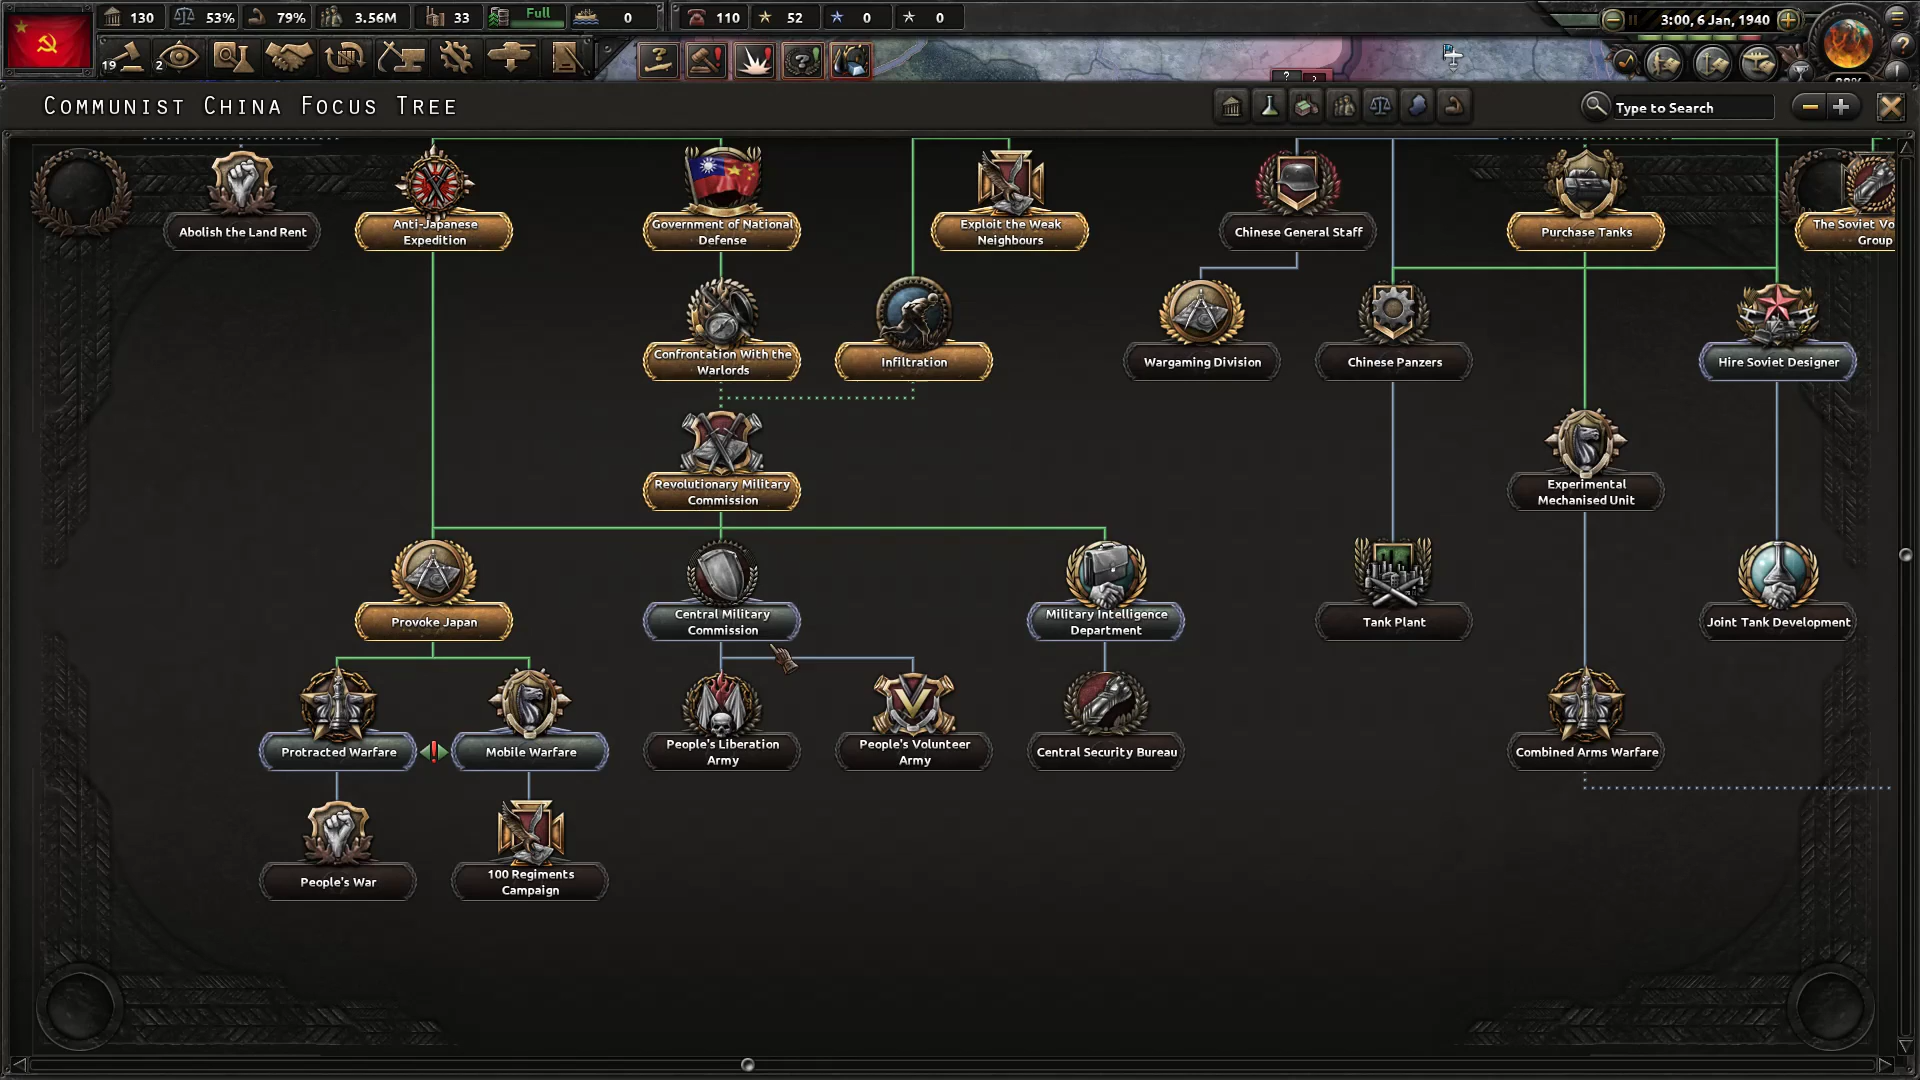 130
53%
79%
3.56M
33
Full
0
110
52
0
0
3:00, 6 Jan, 1940
19
2
Communist China Focus Tree
Type to Search
Abolish the Land Rent
Anti-Japanese
Expedition
Government of National
Defense
Exploit the Weak
Neighbours
Chinese General Staff
Purchase Tanks
The Soviet Vo
Group
Confrontation With the
Warlords
Infiltration
Wargaming Division
Chinese Panzers
Hire Soviet Designer
Revolutionary Military
Commission
Experimental
Mechanised Unit
Provoke Japan
Central Military
Commission
Military Intelligence
Department
Tank Plant
Joint Tank Development
Protracted Warfare
Mobile Warfare
People's Liberation
Army
People's Volunteer
Army
Central Security Bureau
Combined Arms Warfare
People's War
100 Regiments
Campaign